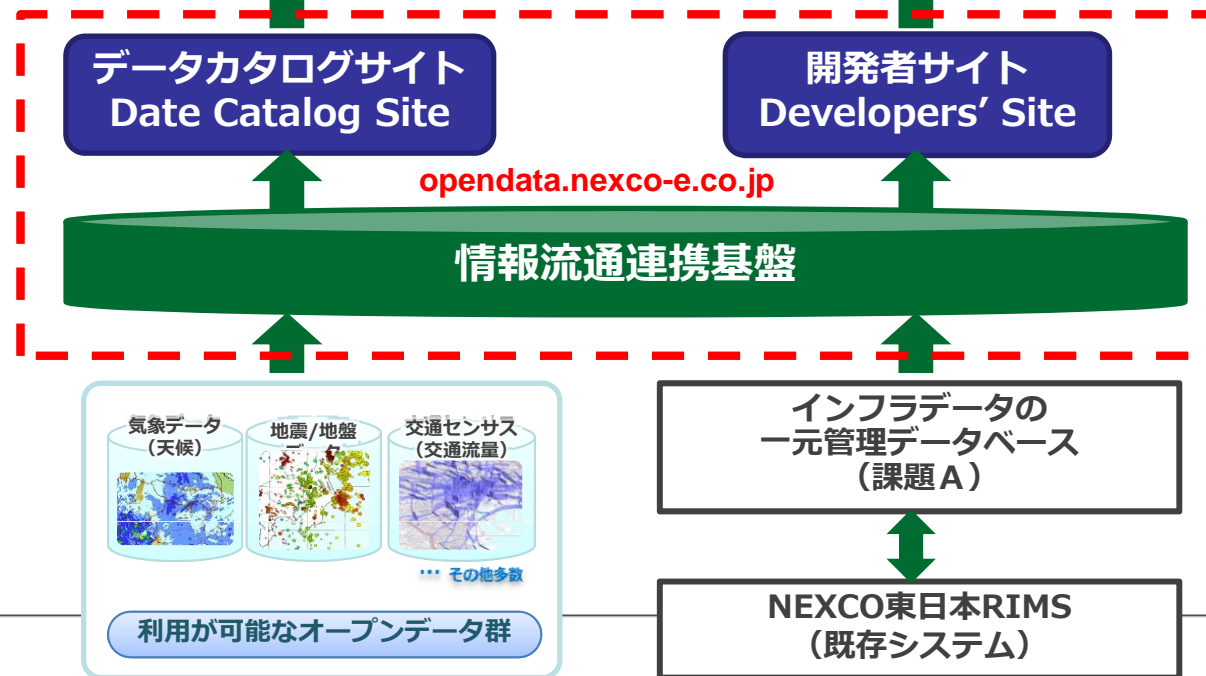 データカタログサイト
Date Catalog Site
開発者サイト
Developers’ Site
opendata.nexco-e.co.jp
情報流通連携基盤
気象データ
（天候）
地震/地盤
データ
交通センサス
（交通流量）
… その他多数
利用が可能なオープンデータ群
インフラデータの
一元管理データベース
（課題Ａ）
NEXCO東日本RIMS
（既存システム）